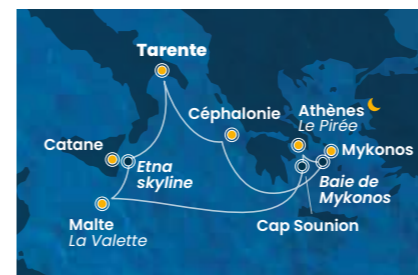 Tarente
Céphalonie
Athènes
Le Pirée
Mykonos
Catane
Etna
skyline
Baie de
Mykonos
Malte
La Valette
Cap Sounion